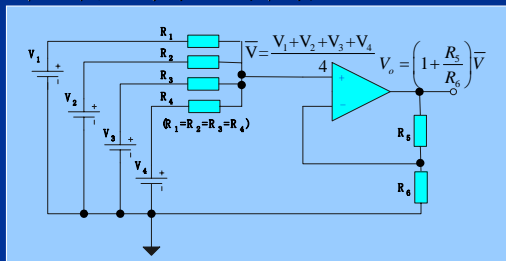 R₁
R₂
R₃
R₄
(R₁=R₂=R₃=R₄)
V₁
+
-
V₂
+
-
V₃
+
-
V₄
+
-
V̅=(V₁+V₂+V₃+V₄)/4
Vₒ = (1+R₅/R₆)V̅
+
-
R₅
R₆